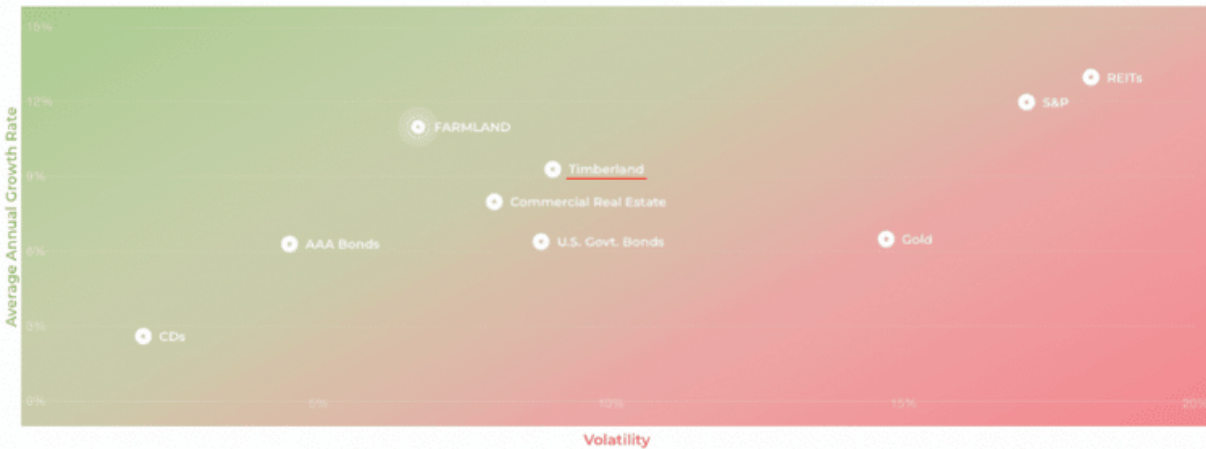 Average Annual Growth Rate
15%
12%
9%
6%
3%
0%
REITs
S&P
FARMLAND
Timberland
Commercial Real Estate
AAA Bonds
U.S. Govt. Bonds
Gold
CDs
5%
10%
15%
20%
Volatility